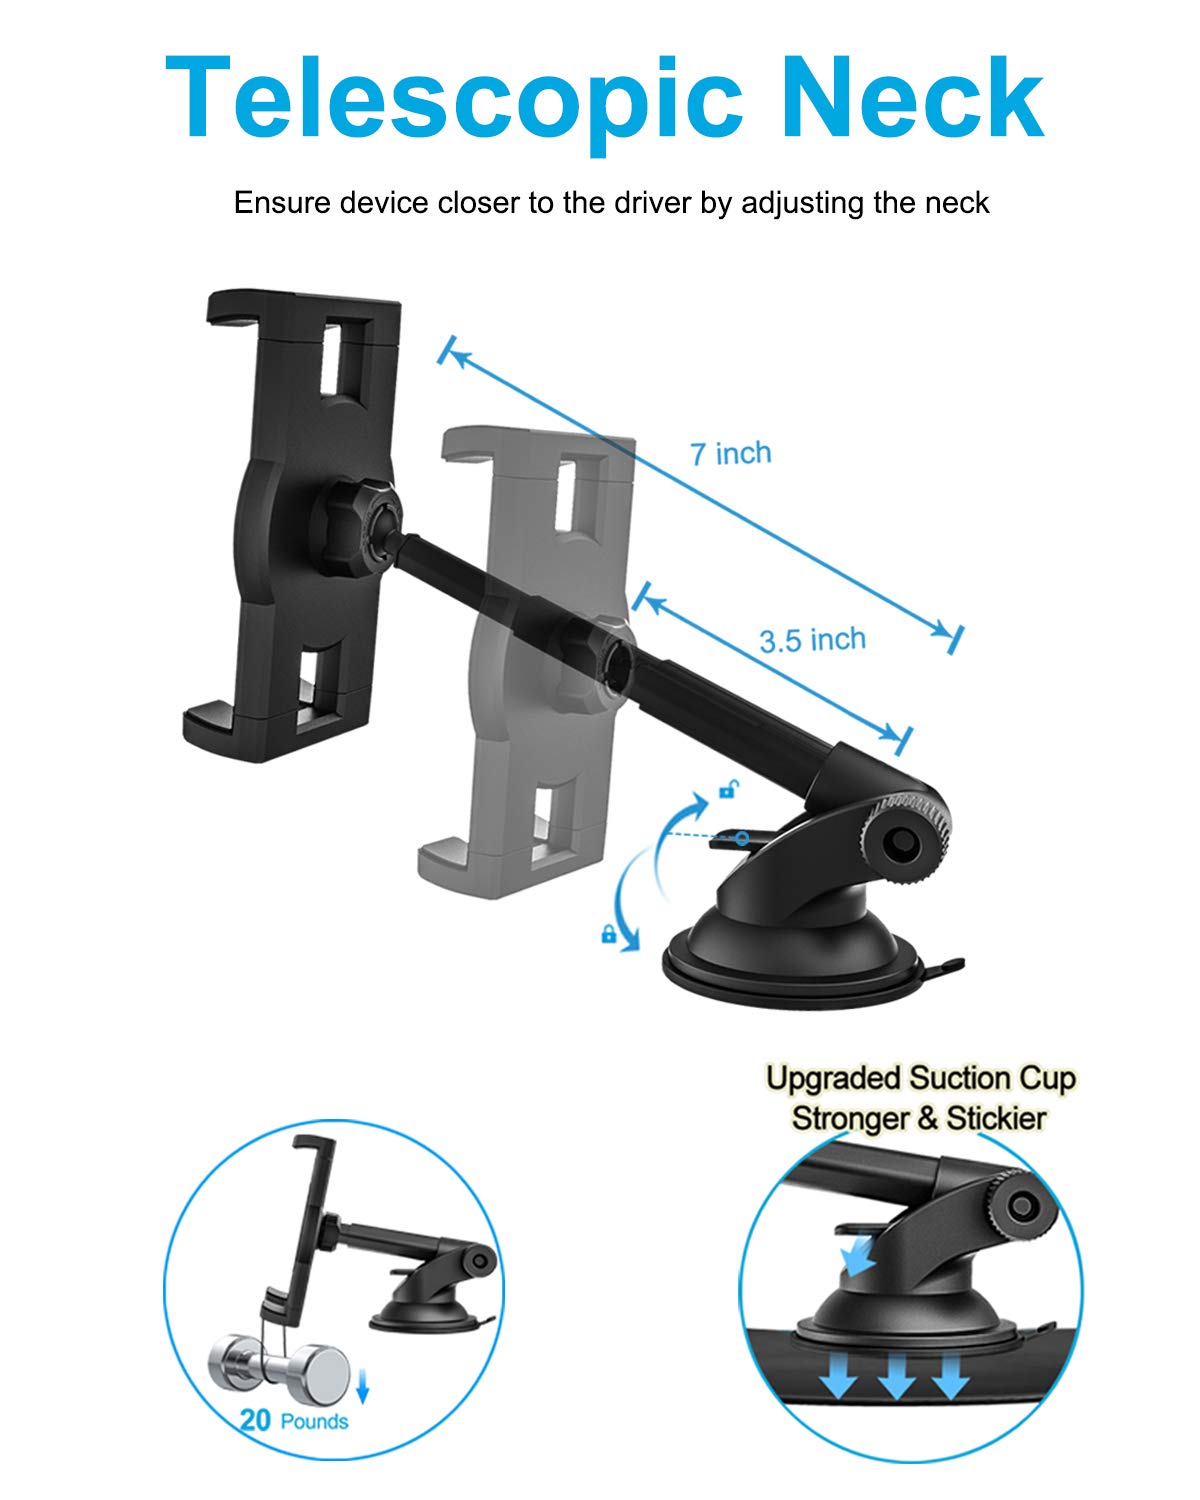 Telescopic Neck
Ensure device closer to the driver by adjusting the neck
7 inch
3.5 inch
Upgraded Suction Cup
Stronger & Stickier
20 Pounds